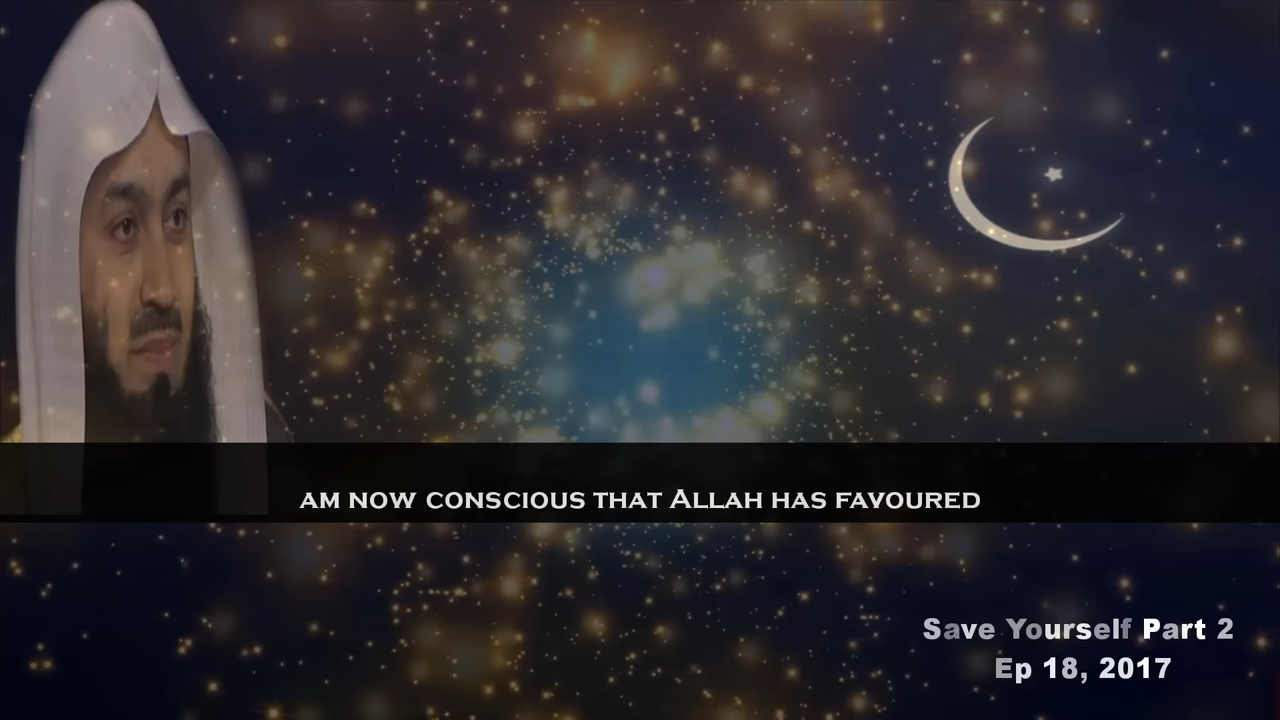 AM NOW CONSCIOUS THAT ALLAH HAS FAVOURED
Save Yourself Part 2
Ep 18, 2017